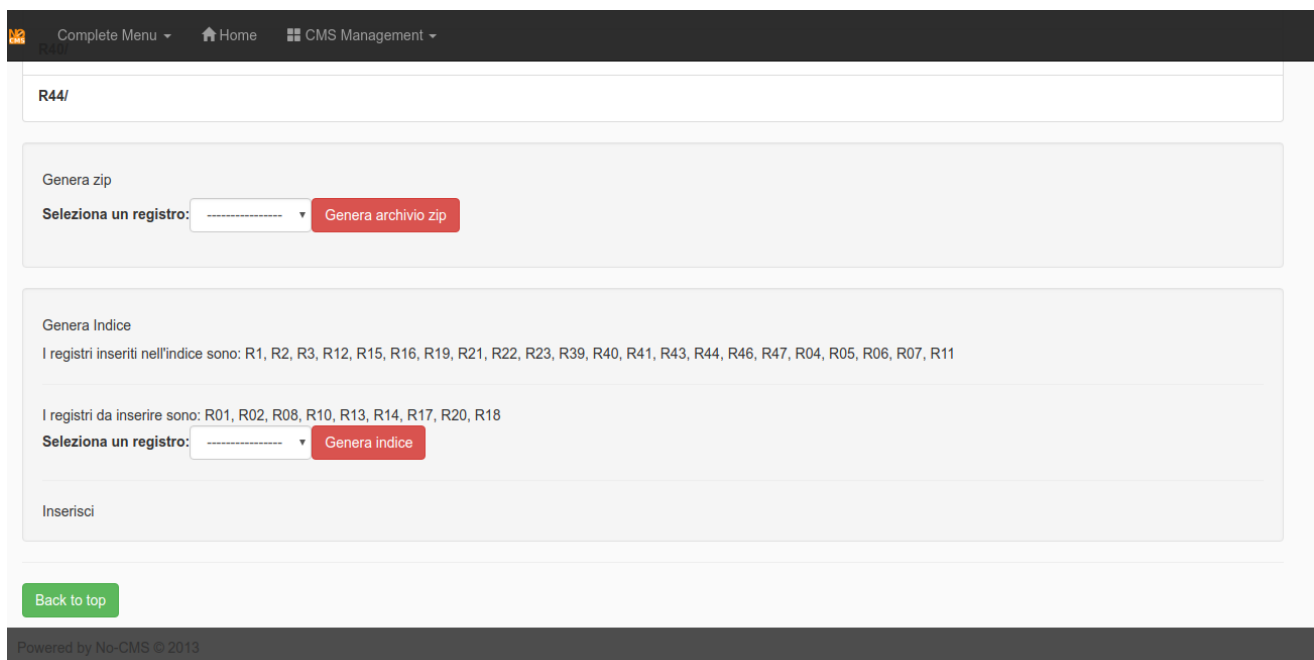 NO CMS Complete Menu Home CMS Management
R40/
R44/
Genera zip
Seleziona un registro: ---------------- Genera archivio zip
Genera Indice
I registri inseriti nell'indice sono: R1, R2, R3, R12, R15, R16, R19, R21, R22, R23, R39, R40, R41, R43, R44, R46, R47, R04, R05, R06, R07, R11
I registri da inserire sono: R01, R02, R08, R10, R13, R14, R17, R20, R18
Seleziona un registro: ---------------- Genera indice
Inserisci
Back to top
Powered by No-CMS © 2013